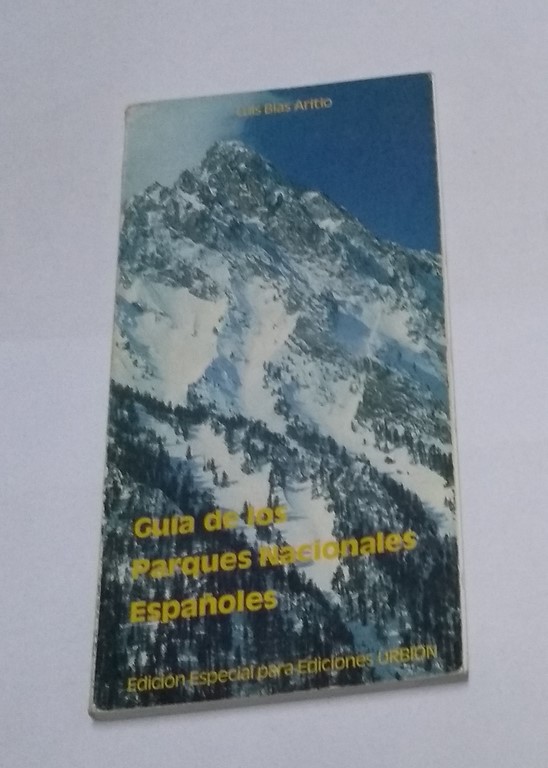 Luis Blas Aritio
Guía de los
Parques Nacionales
Españoles
Edición Especial para Ediciones URBION